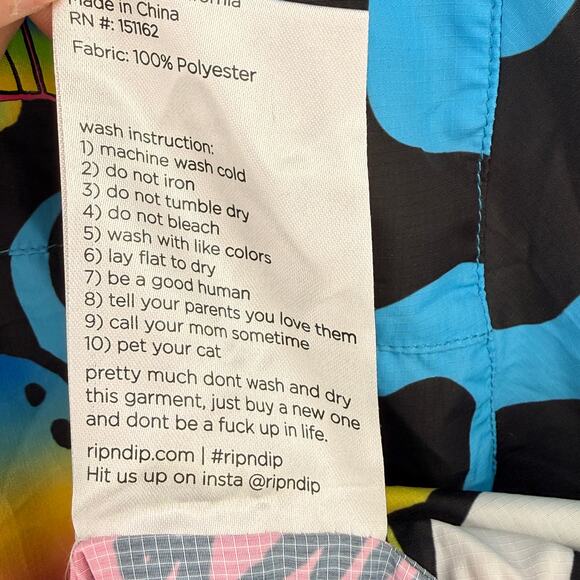 Made in China
RN #: 151162
Fabric: 100% Polyester
wash instruction:
1) machine wash cold
2) do not iron
3) do not tumble dry
4) do not bleach
5) wash with like colors
6) lay flat to dry
7) be a good human
8) tell your parents you love them
9) call your mom sometime
10) pet your cat
pretty much dont wash and dry
this garment, just buy a new one
and dont be a fuck up in life.
ripndip.com | #ripndip
Hit us up on insta @ripndip